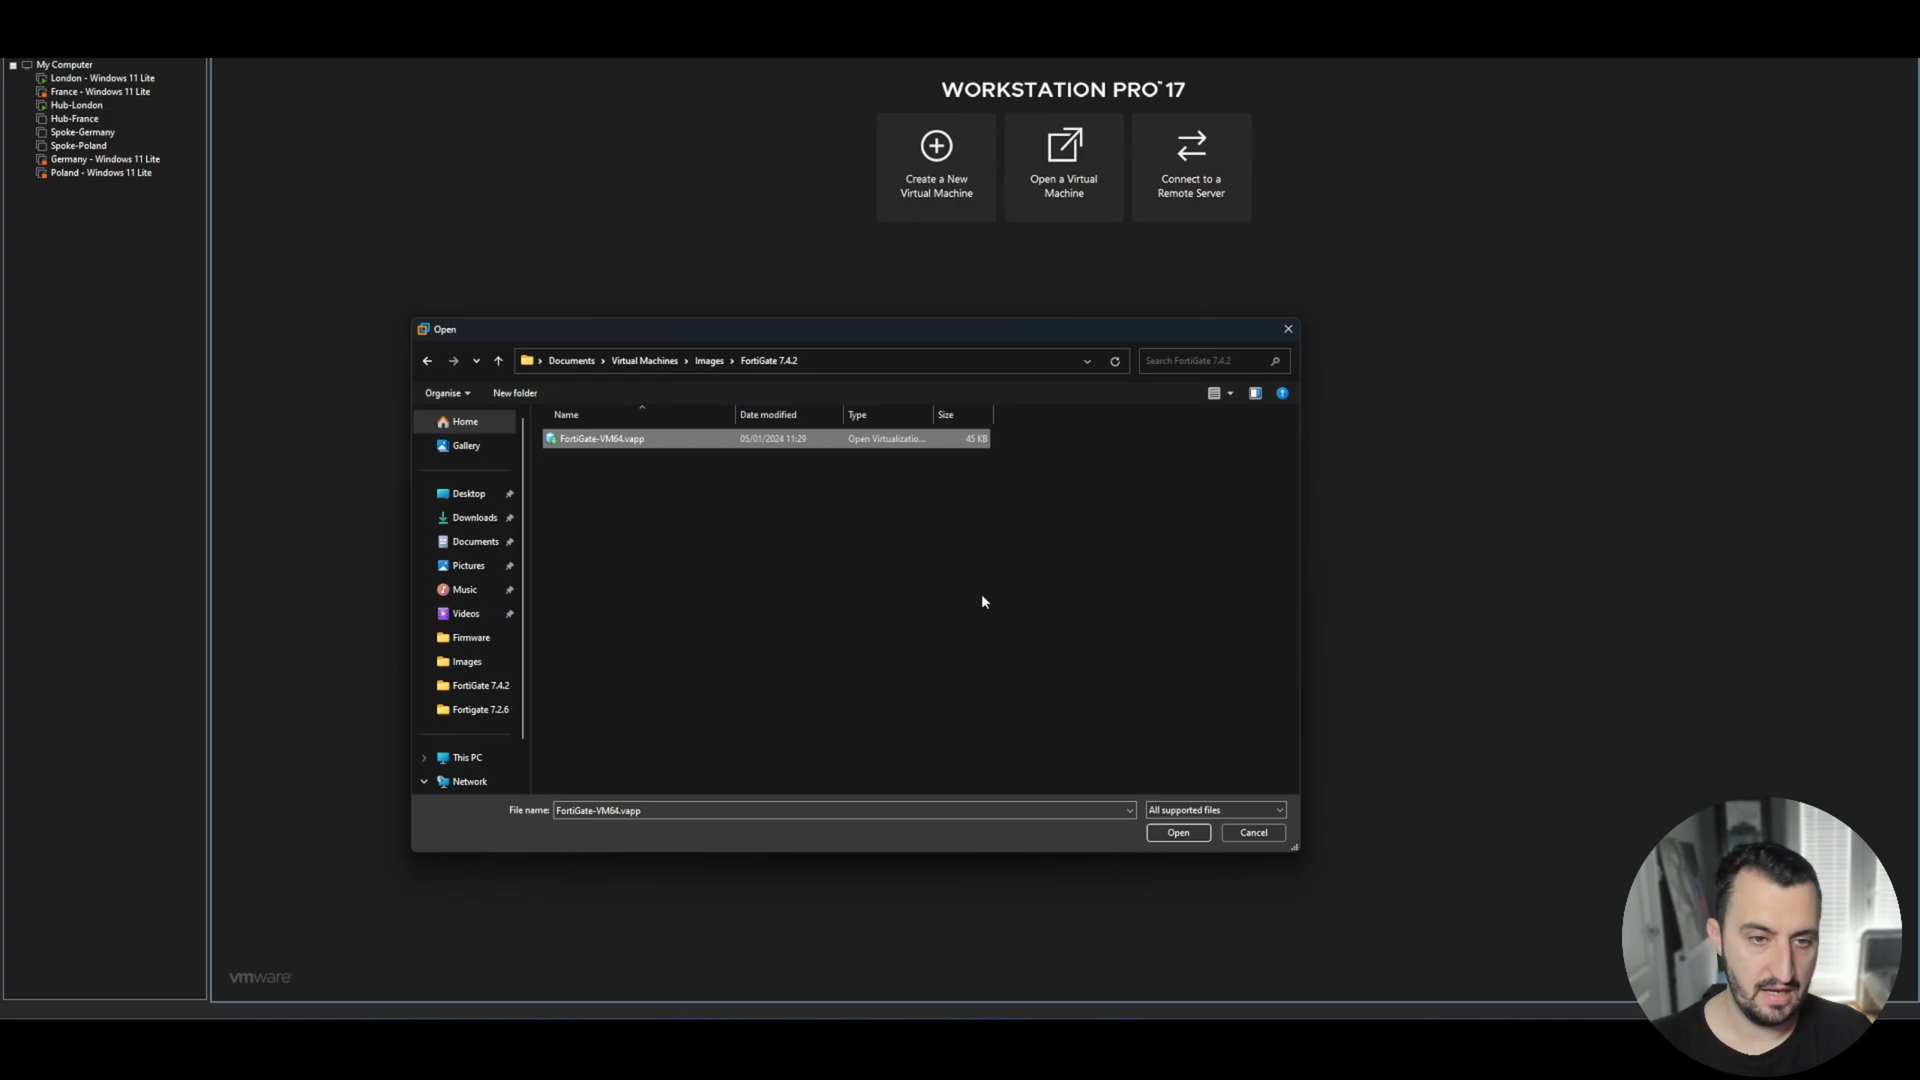 My Computer
London - Windows 11 Lite
France - Windows 11 Lite
Hub-London
Hub-France
Spoke-Germany
Spoke-Poland
Germany - Windows 11 Lite
Poland - Windows 11 Lite
WORKSTATION PRO™ 17
Create a New
Virtual Machine
Open a Virtual
Machine
Connect to a
Remote Server
Open
Documents > Virtual Machines > Images > FortiGate 7.4.2
Search FortiGate 7.4.2
Organise New folder
Name Date modified Type Size
FortiGate-VM64.vapp 05/01/2024 11:29 Open Virtualizatio... 45 KB
Home
Gallery
Desktop
Downloads
Documents
Pictures
Music
Videos
Firmware
Images
FortiGate 7.4.2
Fortigate 7.2.6
This PC
Network
File name: FortiGate-VM64.vapp All supported files
Open Cancel
vmware